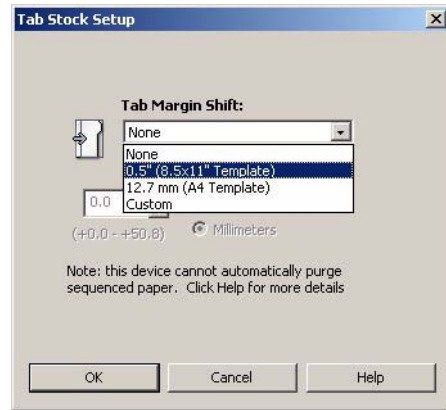 Tab Stock Setup
Tab Margin Shift:
None
None
0.5" (8.5x11" Template)
12.7 mm (A4 Template)
Custom
0.0
(+0.0 - +50.8)
Millimeters
Note: this device cannot automatically purge
sequenced paper. Click Help for more details
OK
Cancel
Help